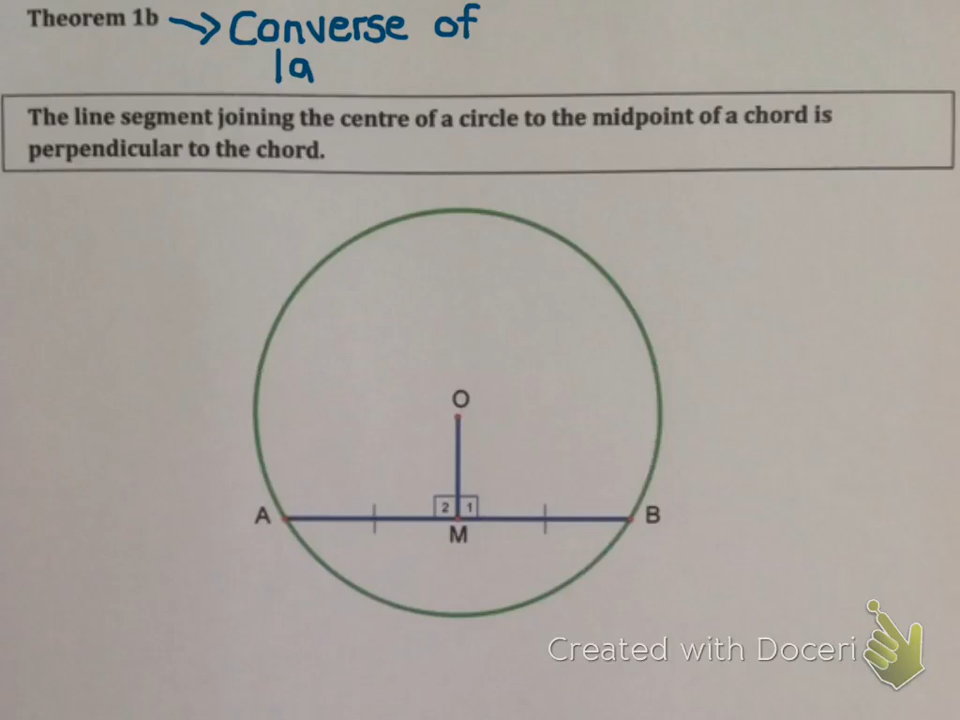 Theorem 1b → Converse of
1a
The line segment joining the centre of a circle to the midpoint of a chord is
perpendicular to the chord.
O
2 1
A B
M
Created with Doceri